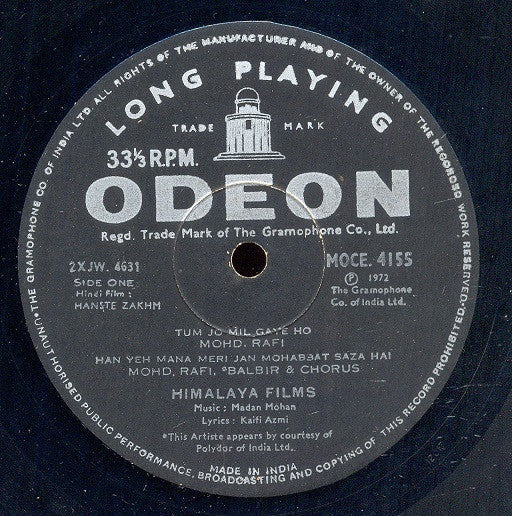 THE GRAMOPHONE CO OF INDIA LTD. ALL RIGHTS OF THE MANUFACTURER AND OF THE OWNER OF THE RECORDED WORK RESERVED
UNAUTHORISED PUBLIC PERFORMANCE, BROADCASTING AND COPYING OF THIS RECORD PROHIBITED.
LONG PLAYING
TRADE MARK
33⅓ R.P.M.
ODEON
Regd. Trade Mark of The Gramophone Co., Ltd.
2XJW. 4631
MOCE. 4155
SIDE ONE
Ⓟ 1972
Hindi Film :
The Gramophone
HANSTE ZAKHM
Co. of India Ltd.
TUM JO MIL GAYE HO
MOHD. RAFI
HAN YEH MANA MERI JAN MOHABBAT SAZA HAI
MOHD, RAFI, *BALBIR & CHORUS
HIMALAYA FILMS
Music : Madan Mohan
Lyrics : Kaifi Azmi
*This Artiste appears by courtesy of
Polydor of India Ltd.
MADE IN INDIA